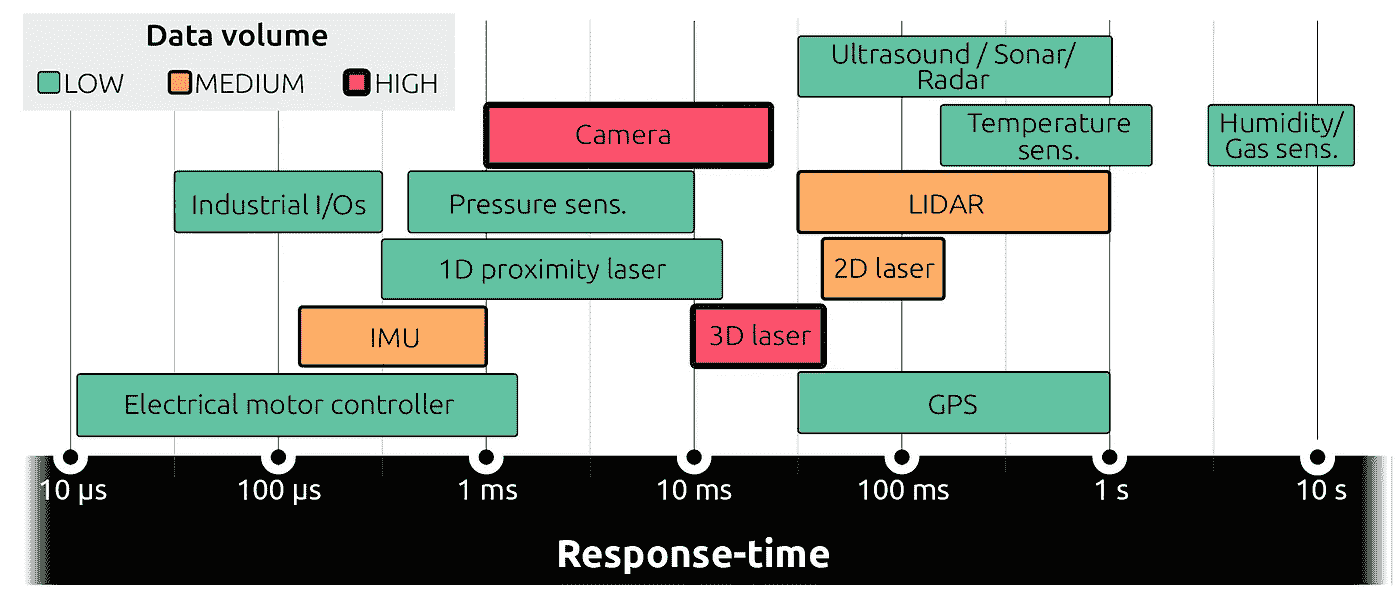 Data volume
LOW MEDIUM HIGH
Ultrasound / Sonar/
Radar
Camera
Temperature
sens.
Humidity/
Gas sens.
Industrial I/Os
Pressure sens.
LIDAR
1D proximity laser
2D laser
IMU
3D laser
Electrical motor controller
GPS
10 µs 100 µs 1 ms 10 ms 100 ms 1 s 10 s
Response-time